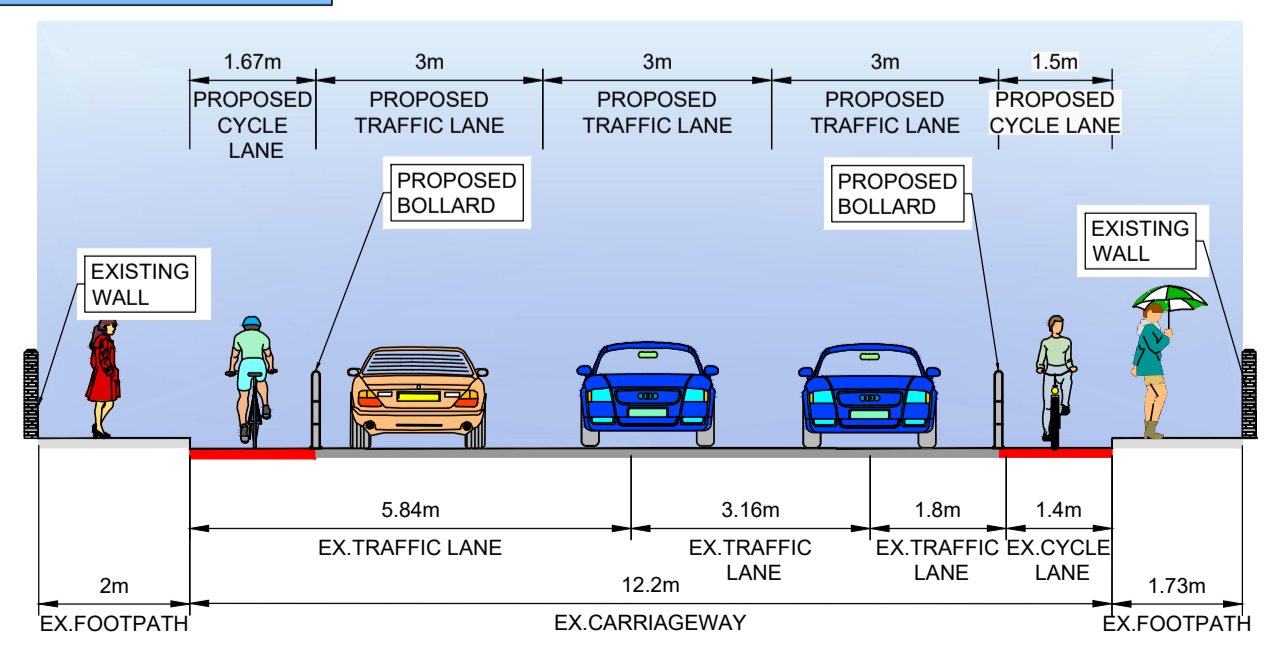 1.67m
3m
3m
3m
1.5m
PROPOSED
CYCLE
LANE
PROPOSED
TRAFFIC LANE
PROPOSED
TRAFFIC LANE
PROPOSED
TRAFFIC LANE
PROPOSED
CYCLE LANE
PROPOSED
BOLLARD
PROPOSED
BOLLARD
EXISTING
WALL
EXISTING
WALL
5.84m
3.16m
1.8m
1.4m
EX.TRAFFIC LANE
EX.TRAFFIC
LANE
EX.TRAFFIC
LANE
EX.CYCLE
LANE
2m
12.2m
1.73m
EX.FOOTPATH
EX.CARRIAGEWAY
EX.FOOTPATH